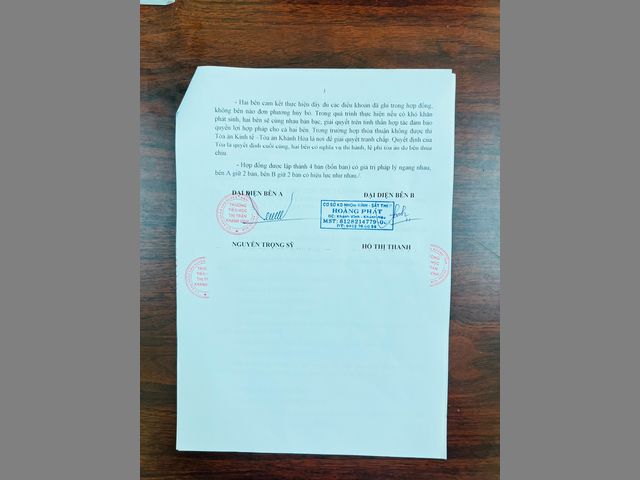 - Hai bên cam kết thực hiện đầy đủ các điều khoản đã ghi trong hợp đồng,
không bên nào đơn phương hủy bỏ. Trong quá trình thực hiện nếu có khó khăn
phát sinh, hai bên sẽ cùng nhau bàn bạc, giải quyết trên tinh thần hợp tác đảm bảo
quyền lợi hợp pháp cho cả hai bên. Trong trường hợp thỏa thuận không được thì
Tòa án Kinh tế - Tòa án Khánh Hòa là nơi để giải quyết tranh chấp. Quyết định của
Tòa là quyết định cuối cùng, hai bên có nghĩa vụ thi hành, lệ phí tòa án do bên thua
chịu.
- Hợp đồng được lập thành 4 bản (bốn bản) có giá trị pháp lý ngang nhau,
bên A giữ 2 bản, bên B giữ 2 bản có hiệu lực như nhau./.
ĐẠI DIỆN BÊN A
ĐẠI DIỆN BÊN B
TRƯỜNG
TIỂU HỌC
THỊ TRẤN
KHÁNH VĨNH
CƠ SỞ KD NHÔM KÍNH - SẮT THÉP
HOÀNG PHÁT
ĐC: KHÁNH VĨNH - KHÁNH HÒA
MST: 8128214779
NGUYỄN TRỌNG SỸ
HỒ THỊ THANH